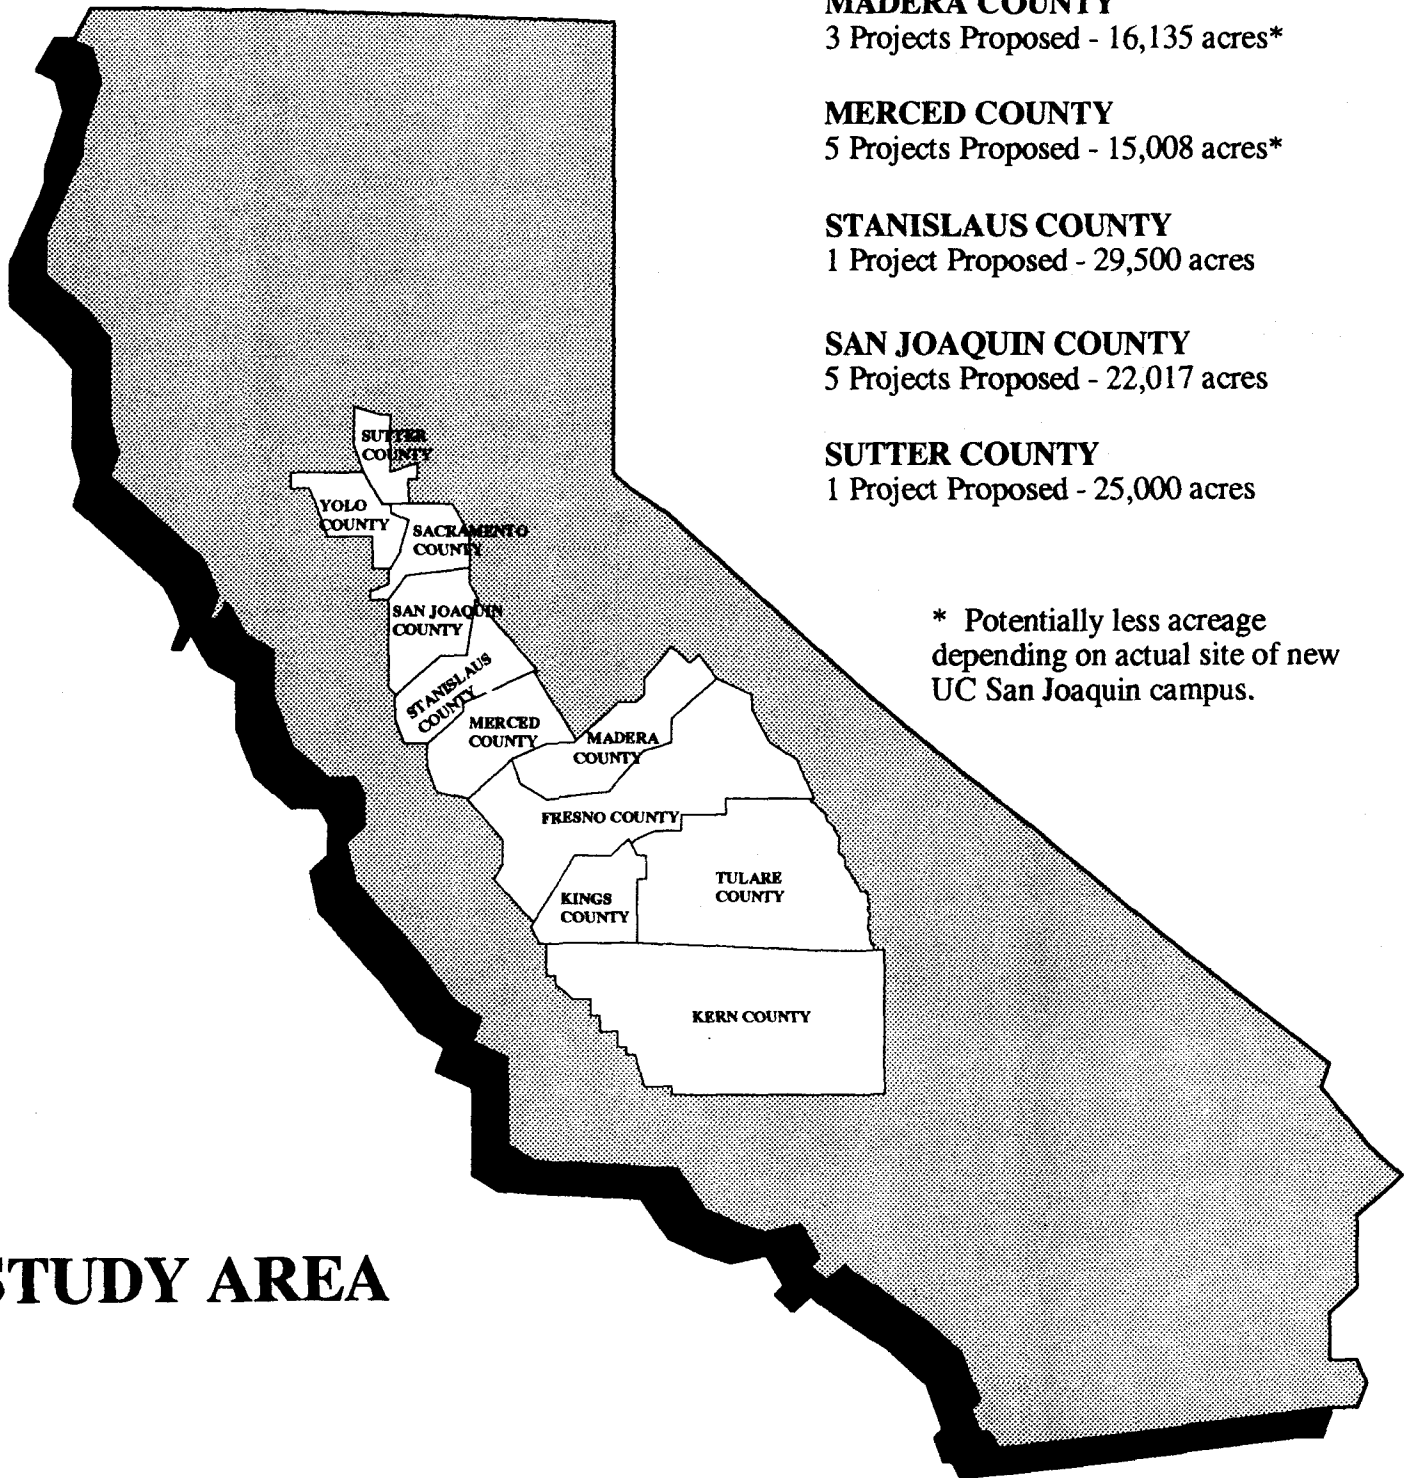 MADERA COUNTY
3 Projects Proposed - 16,135 acres*
MERCED COUNTY
5 Projects Proposed - 15,008 acres*
STANISLAUS COUNTY
1 Project Proposed - 29,500 acres
SAN JOAQUIN COUNTY
5 Projects Proposed - 22,017 acres
SUTTER COUNTY
1 Project Proposed - 25,000 acres
* Potentially less acreage
depending on actual site of new
UC San Joaquin campus.
SUTTER
COUNTY
YOLO
COUNTY
SACRAMENTO
COUNTY
SAN JOAQUIN
COUNTY
STANISLAUS
COUNTY
MERCED
COUNTY
MADERA
COUNTY
FRESNO COUNTY
TULARE
COUNTY
KINGS
COUNTY
KERN COUNTY
STUDY AREA